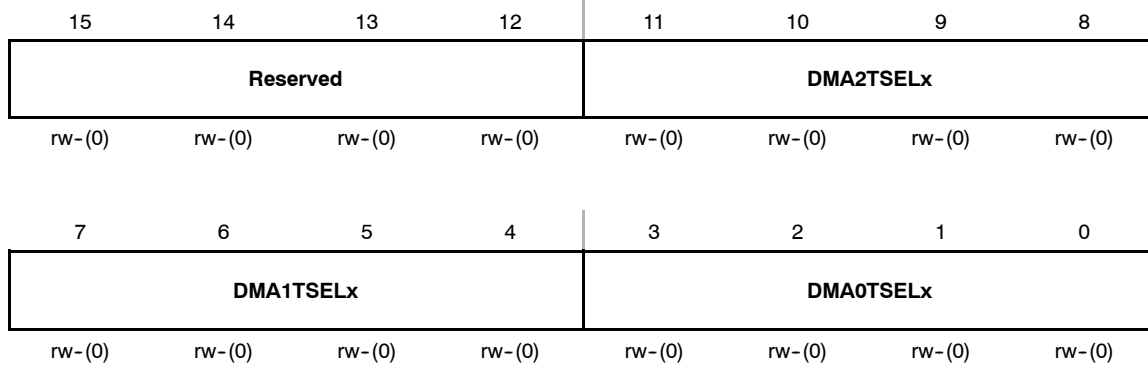 15 14 13 12 11 10 9 8
Reserved DMA2TSELx
rw-(0) rw-(0) rw-(0) rw-(0) rw-(0) rw-(0) rw-(0) rw-(0)
7 6 5 4 3 2 1 0
DMA1TSELx DMA0TSELx
rw-(0) rw-(0) rw-(0) rw-(0) rw-(0) rw-(0) rw-(0) rw-(0)